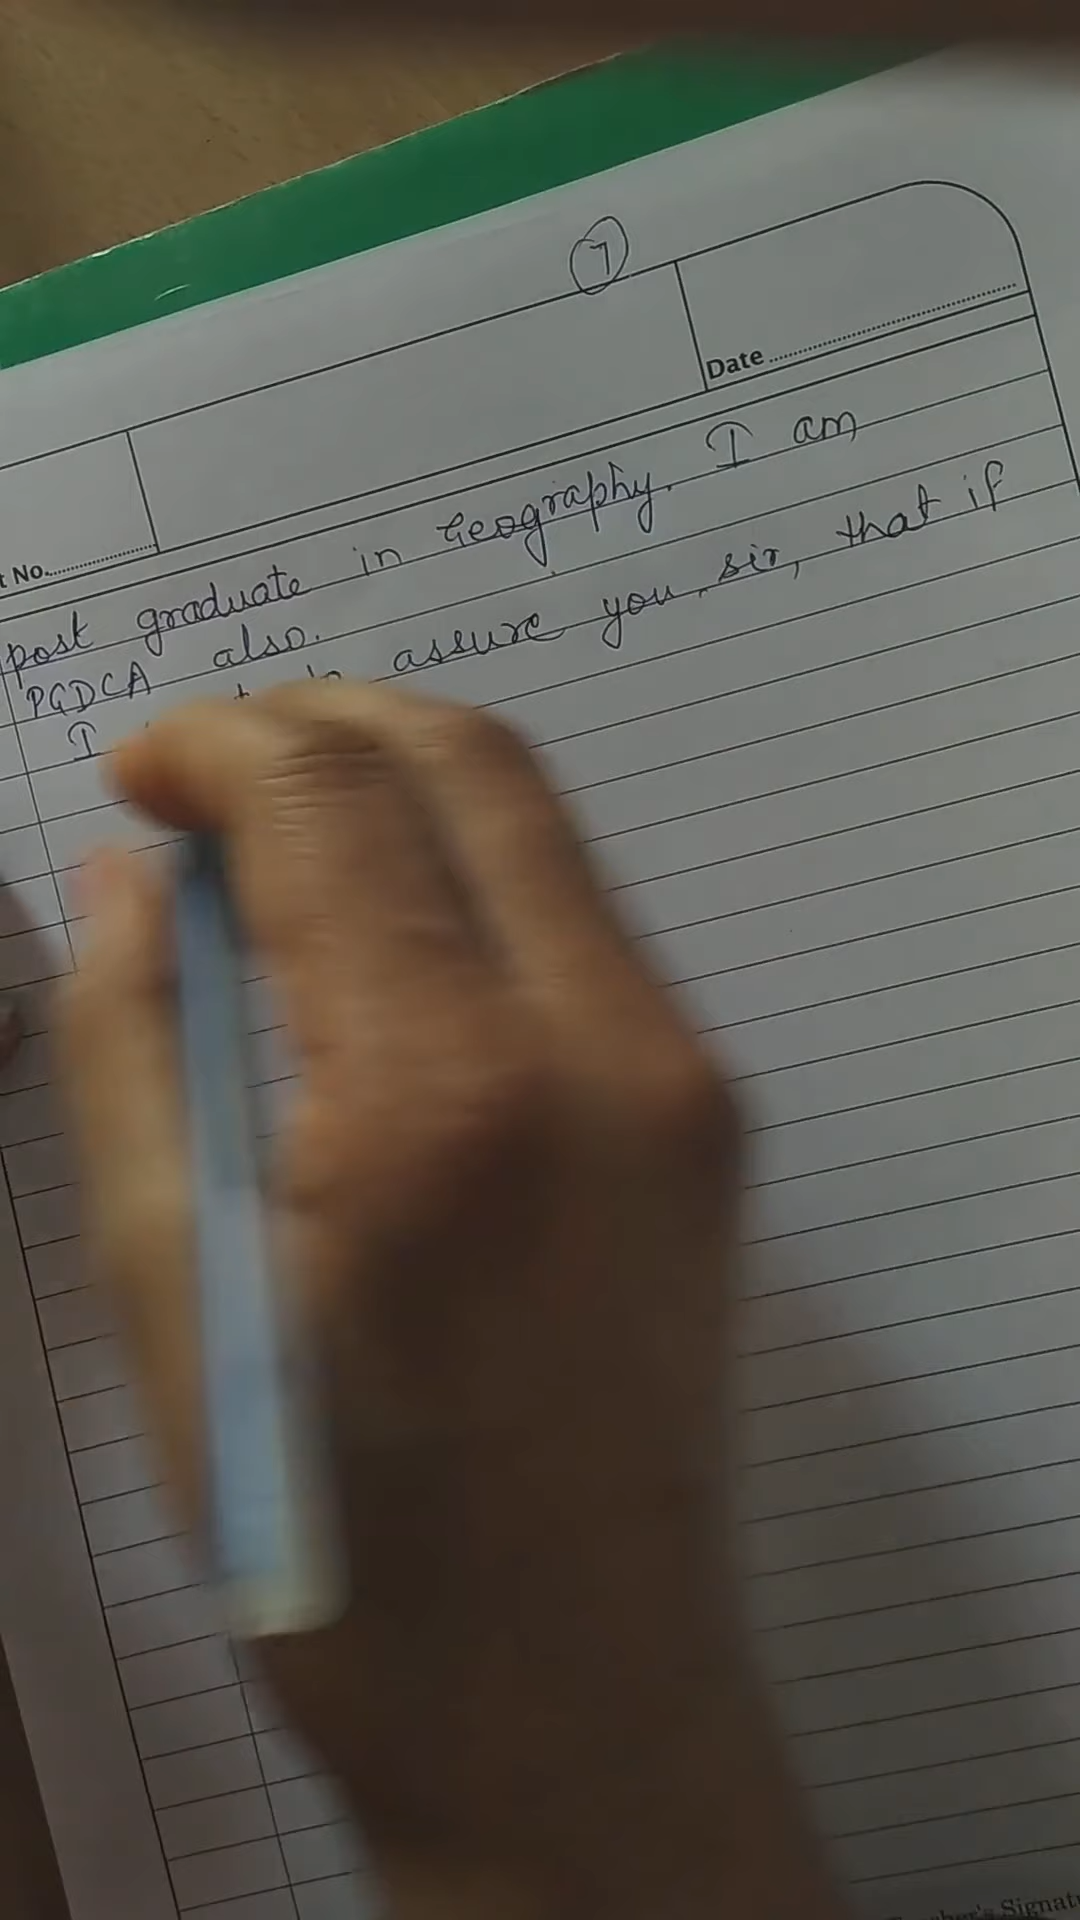 7
Date
No.
post graduate in Geography. I am
PGDCA also.
I assure you sir, that if